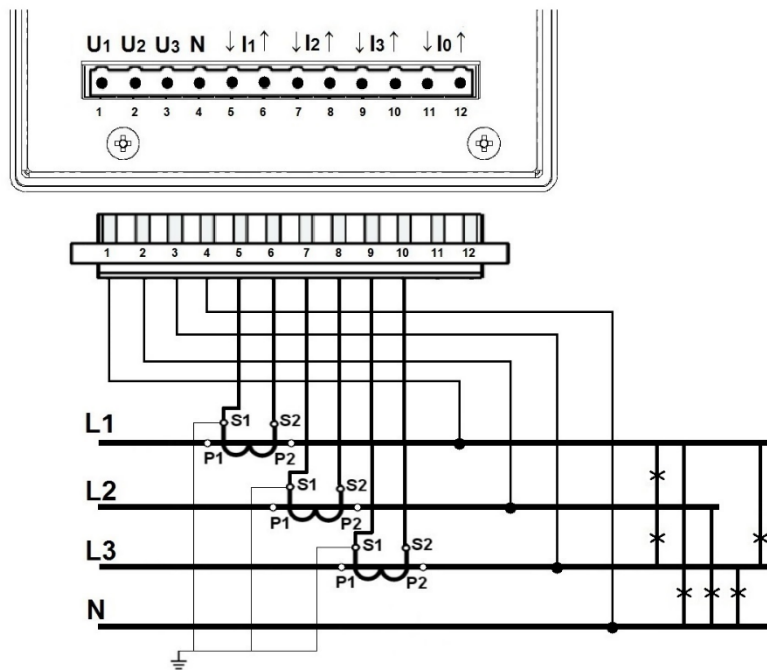 U1 U2 U3 N ↓ I1 ↑ ↓ I2 ↑ ↓ I3 ↑ ↓ I0 ↑
1 2 3 4 5 6 7 8 9 10 11 12
1 2 3 4 5 6 7 8 9 10 11 12
S1 S2
L1
P1 P2
S1 S2
L2
P1 P2
S1 S2
L3
P1 P2
N